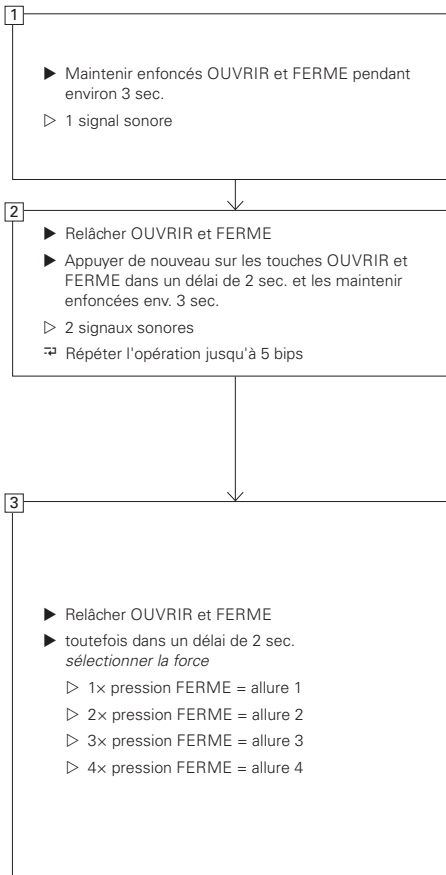 1
▶ Maintenir enfoncés OUVRIR et FERME pendant
environ 3 sec.
▷ 1 signal sonore
2
▶ Relâcher OUVRIR et FERME
▶ Appuyer de nouveau sur les touches OUVRIR et
FERME dans un délai de 2 sec. et les maintenir
enfoncées env. 3 sec.
▷ 2 signaux sonores
Répéter l'opération jusqu'à 5 bips
3
▶ Relâcher OUVRIR et FERME
▶ toutefois dans un délai de 2 sec.
sélectionner la force
▷ 1× pression FERME = allure 1
▷ 2× pression FERME = allure 2
▷ 3× pression FERME = allure 3
▷ 4× pression FERME = allure 4